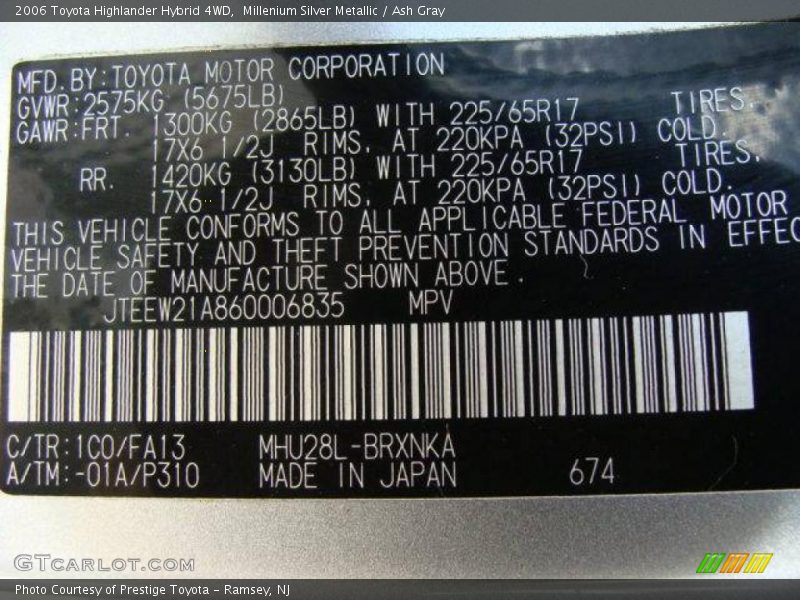 2006 Toyota Highlander Hybrid 4WD, Millenium Silver Metallic / Ash Gray
MFD.BY:TOYOTA MOTOR CORPORATION
GVWR:2575KG (5675LB)
GAWR:FRT. 1300KG (2865LB) WITH 225/65R17 TIRES,
17X6 1/2J RIMS, AT 220KPA (32PSI) COLD.
RR. 1420KG (3130LB) WITH 225/65R17 TIRES,
17X6 1/2J RIMS, AT 220KPA (32PSI) COLD.
THIS VEHICLE CONFORMS TO ALL APPLICABLE FEDERAL MOTOR
VEHICLE SAFETY AND THEFT PREVENTION STANDARDS IN EFFEC
THE DATE OF MANUFACTURE SHOWN ABOVE.
JTEEW21A860006835 MPV
C/TR:1C0/FA13 MHU28L-BRXNKA
A/TM:-01A/P310 MADE IN JAPAN 674
GTCARLOT.COM
Photo Courtesy of Prestige Toyota - Ramsey, NJ